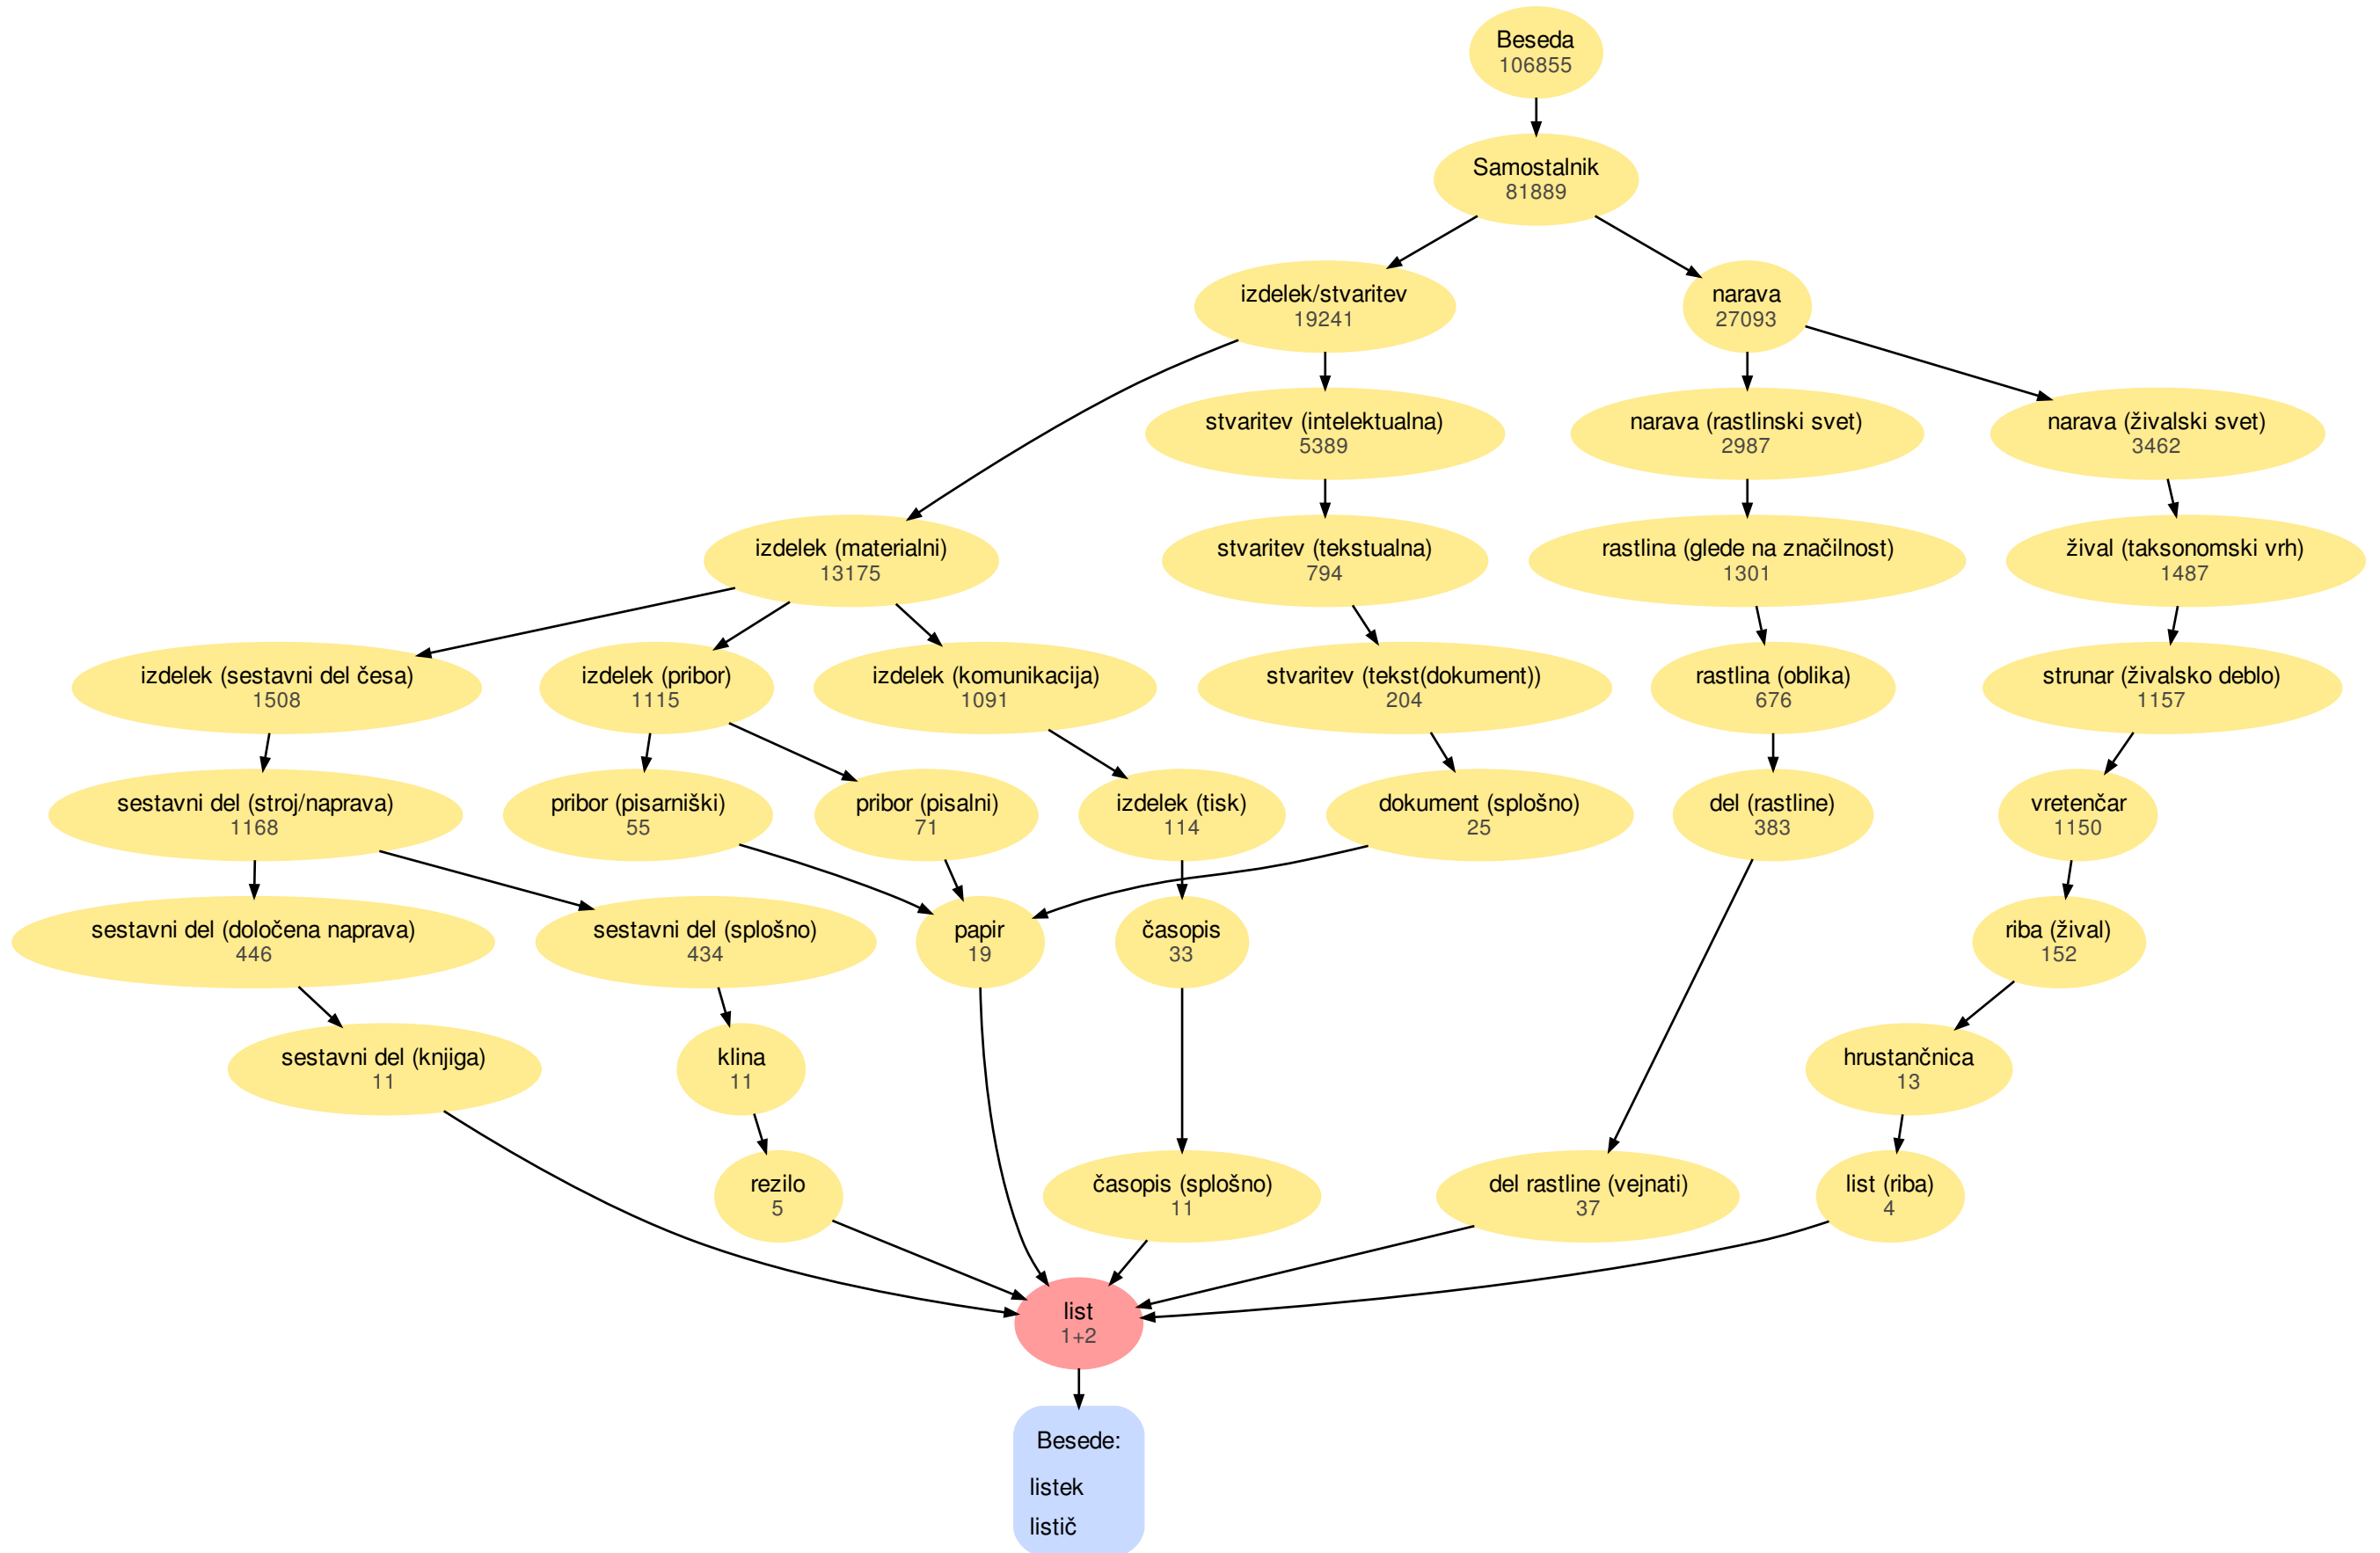 Beseda
106855
Samostalnik
81889
izdelek/stvaritev
19241
narava
27093
stvaritev (intelektualna)
5389
narava (rastlinski svet)
2987
narava (živalski svet)
3462
izdelek (materialni)
13175
stvaritev (tekstualna)
794
rastlina (glede na značilnost)
1301
žival (taksonomski vrh)
1487
izdelek (sestavni del česa)
1508
izdelek (pribor)
1115
izdelek (komunikacija)
1091
stvaritev (tekst(dokument))
204
rastlina (oblika)
676
strunar (živalsko deblo)
1157
sestavni del (stroj/naprava)
1168
pribor (pisarniški)
55
pribor (pisalni)
71
izdelek (tisk)
114
dokument (splošno)
25
del (rastline)
383
vretenčar
1150
sestavni del (določena naprava)
446
sestavni del (splošno)
434
papir
19
časopis
33
riba (žival)
152
sestavni del (knjiga)
11
klina
11
hrustančnica
13
rezilo
5
časopis (splošno)
11
del rastline (vejnati)
37
list (riba)
4
list
1+2
Besede:
listek
listič